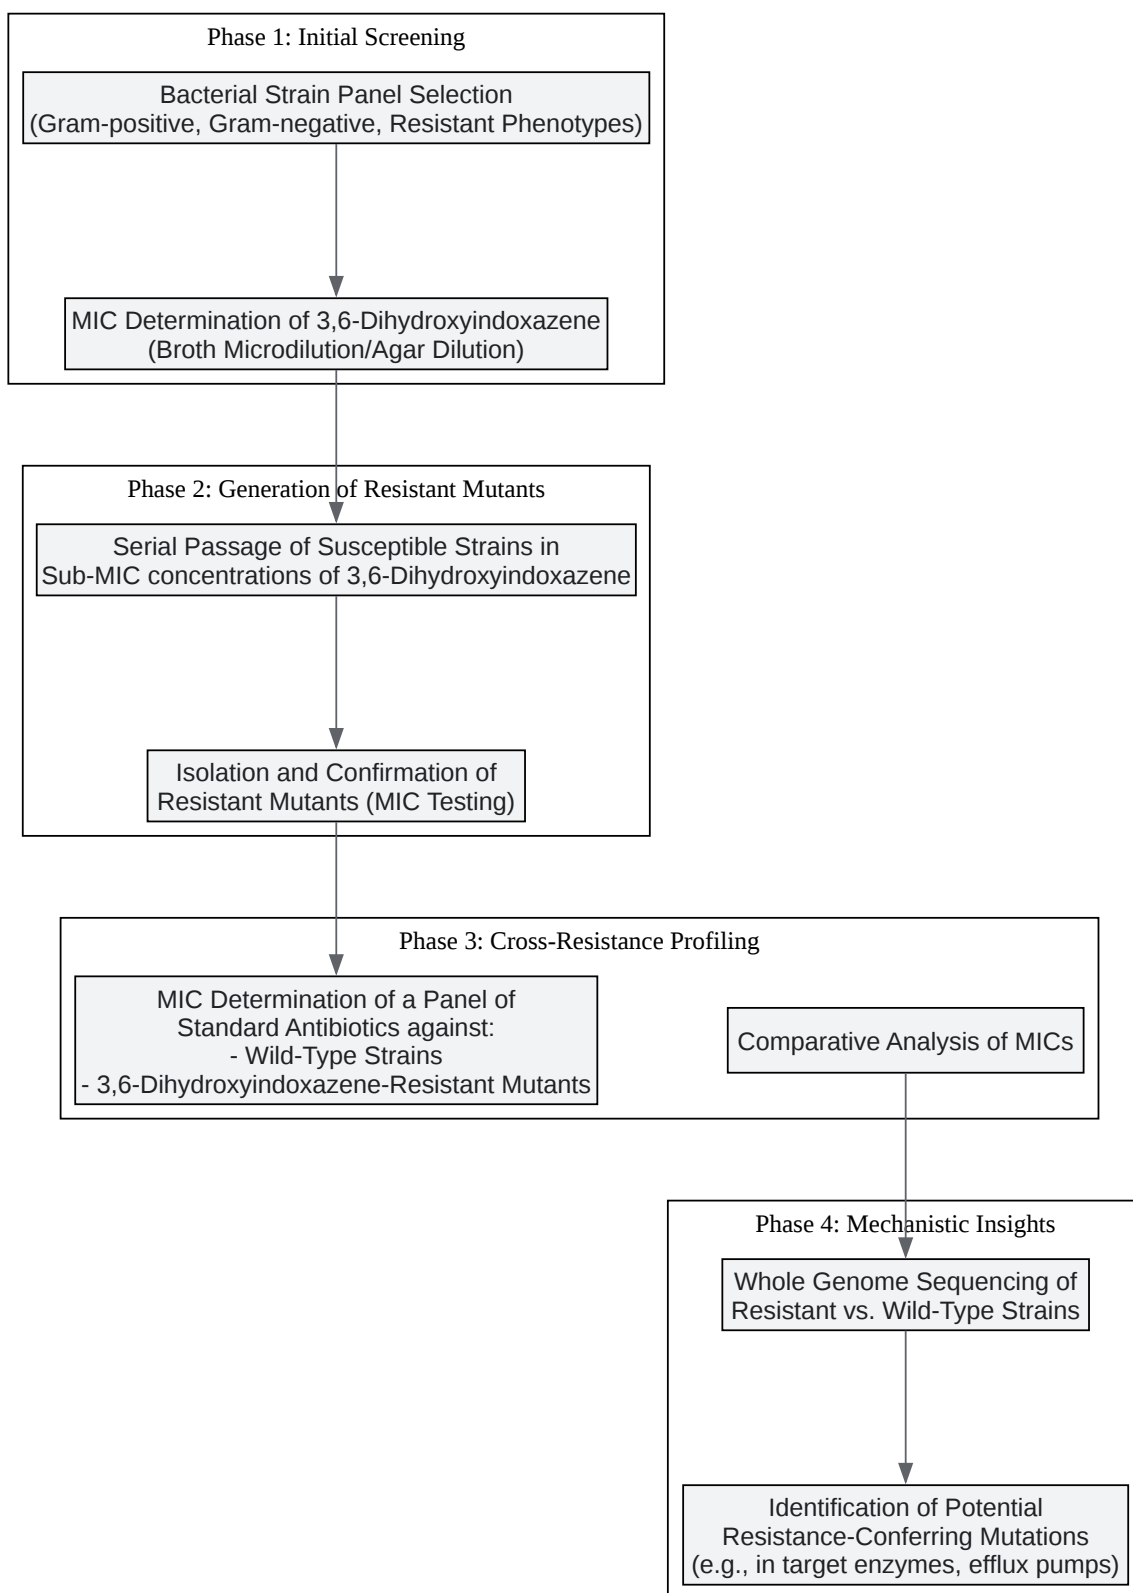 Phase 1: Initial Screening
Bacterial Strain Panel Selection
(Gram-positive, Gram-negative, Resistant Phenotypes)
MIC Determination of 3,6-Dihydroxyindoxazene
(Broth Microdilution/Agar Dilution)
Phase 2: Generation of Resistant Mutants
Serial Passage of Susceptible Strains in
Sub-MIC concentrations of 3,6-Dihydroxyindoxazene
Isolation and Confirmation of
Resistant Mutants (MIC Testing)
Phase 3: Cross-Resistance Profiling
MIC Determination of a Panel of
Standard Antibiotics against:
- Wild-Type Strains
- 3,6-Dihydroxyindoxazene-Resistant Mutants
Comparative Analysis of MICs
Phase 4: Mechanistic Insights
Whole Genome Sequencing of
Resistant vs. Wild-Type Strains
Identification of Potential
Resistance-Conferring Mutations
(e.g., in target enzymes, efflux pumps)